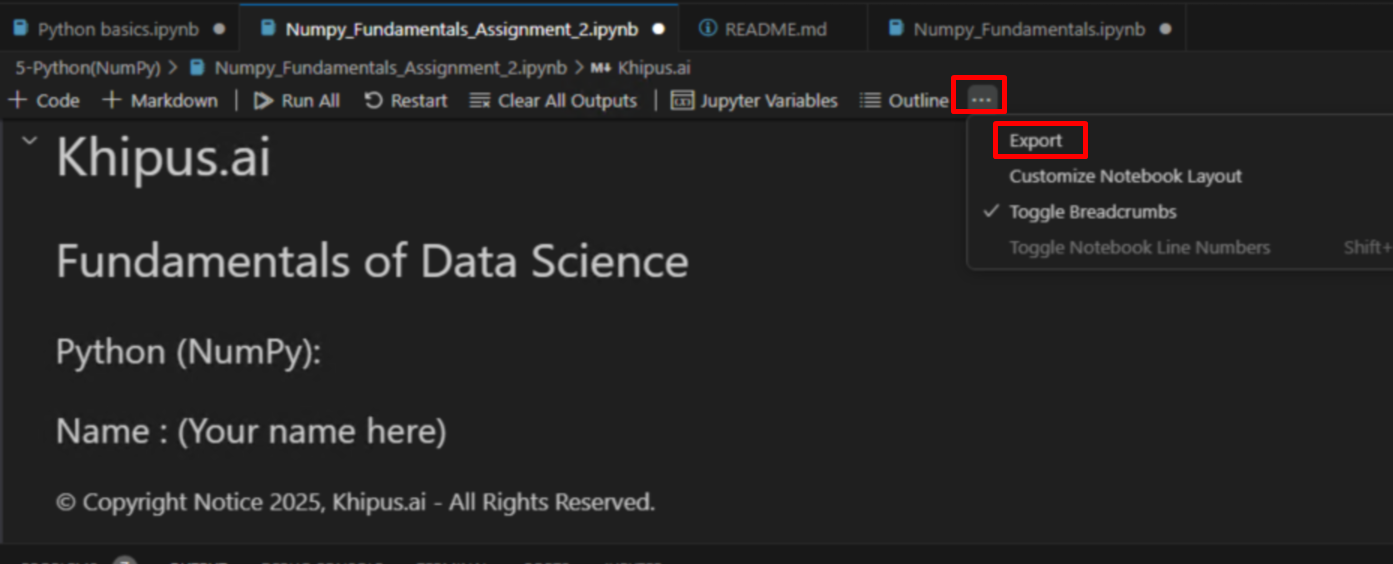 Python basics.ipynb Numpy_Fundamentals_Assignment_2.ipynb README.md Numpy_Fundamentals.ipynb
5-Python(NumPy) > Numpy_Fundamentals_Assignment_2.ipynb > M↓ Khipus.ai
+ Code + Markdown | Run All Restart Clear All Outputs | Jupyter Variables Outline ...
Export
Customize Notebook Layout
✓ Toggle Breadcrumbs
Toggle Notebook Line Numbers Shift+
Khipus.ai
Fundamentals of Data Science
Python (NumPy):
Name : (Your name here)
© Copyright Notice 2025, Khipus.ai - All Rights Reserved.